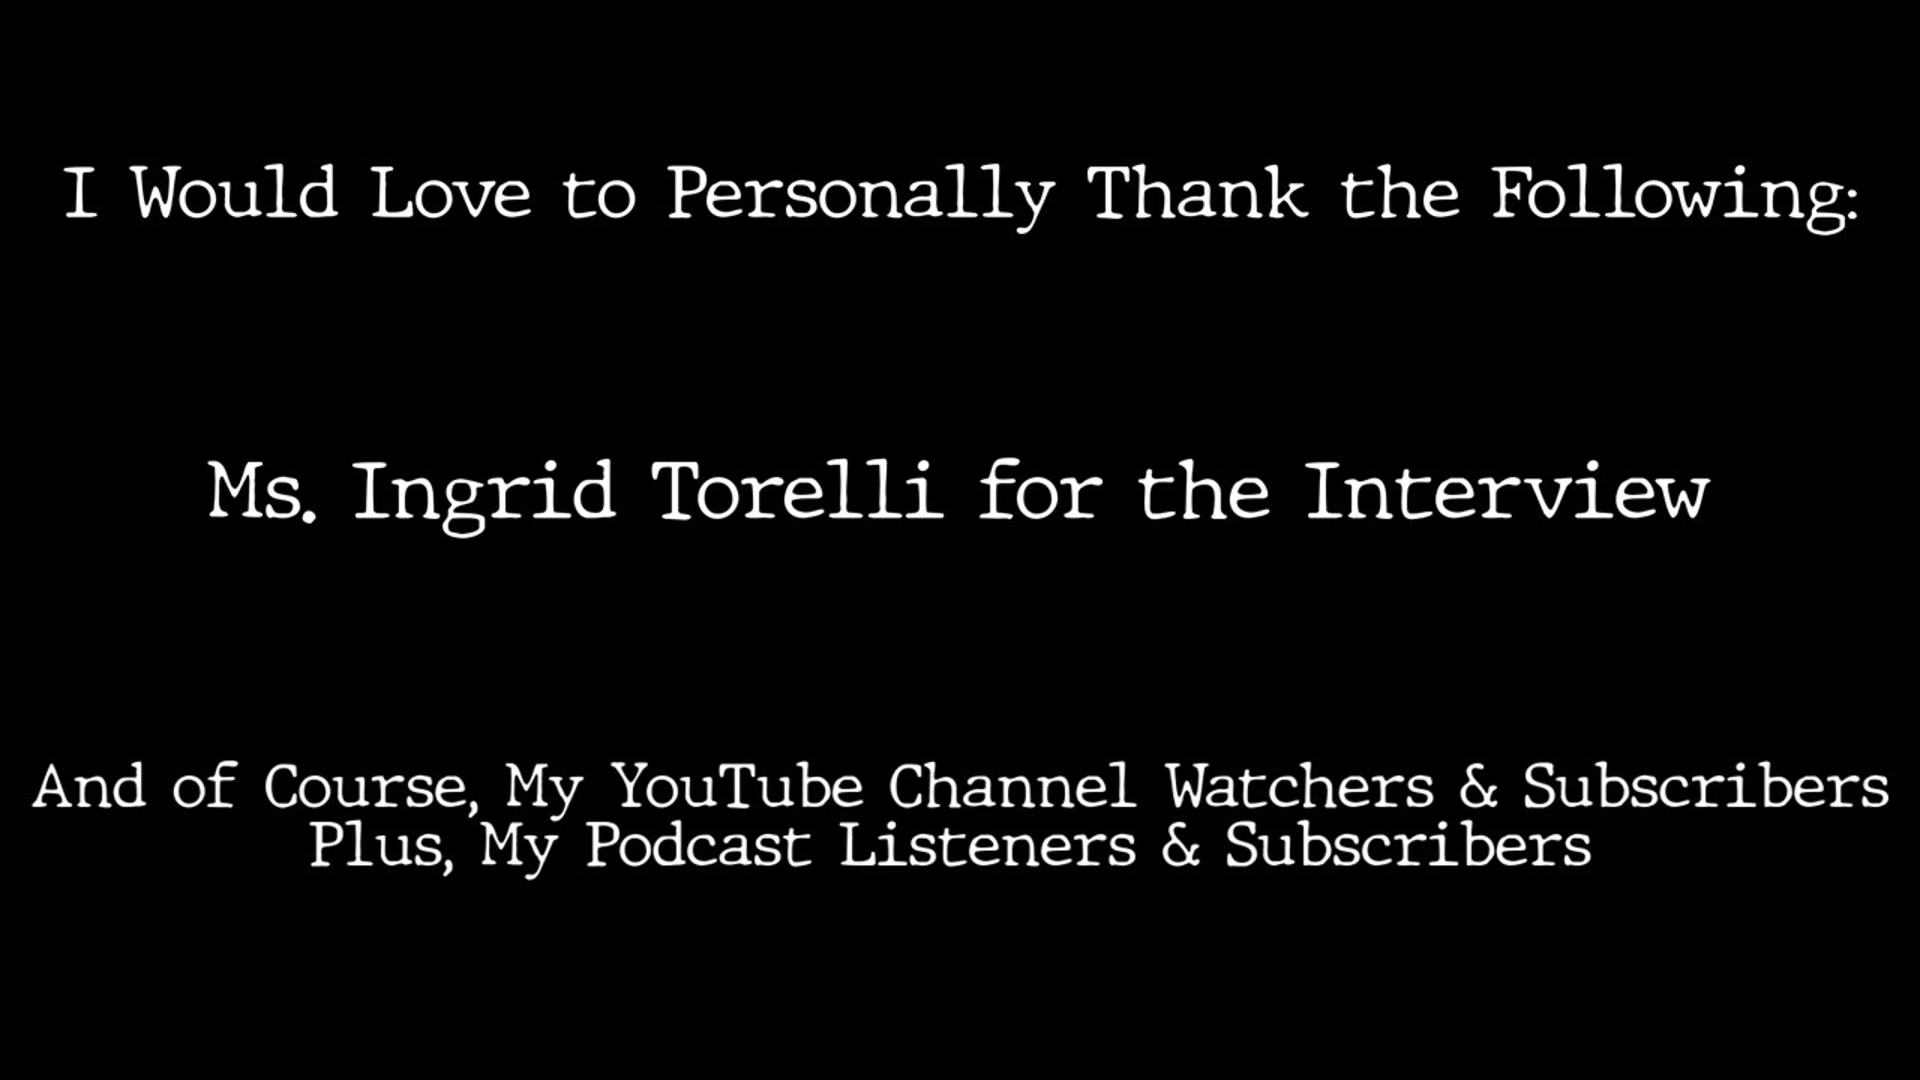 I Would Love to Personally Thank the Following:
Ms. Ingrid Torelli for the Interview
And of Course, My YouTube Channel Watchers & Subscribers
Plus, My Podcast Listeners & Subscribers